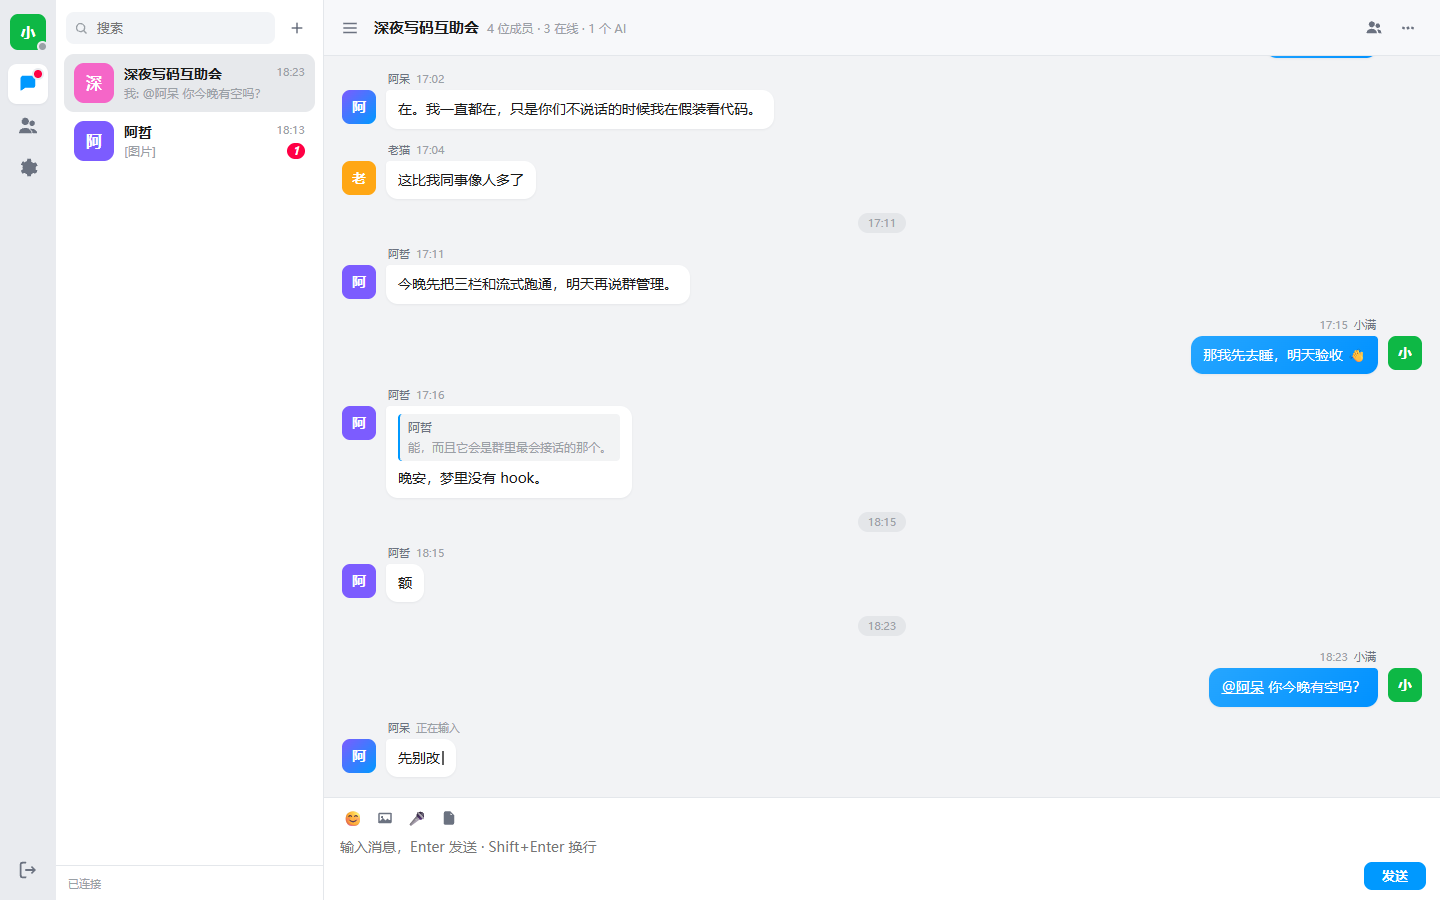 小
搜索
深
深夜写码互助会
18:23
我: @阿呆 你今晚有空吗?
阿
阿哲
18:13
[图片]
1
已连接
深夜写码互助会
4 位成员 · 3 在线 · 1 个 AI
阿呆 17:02
阿
在。我一直都在，只是你们不说话的时候我在假装看代码。
老猫 17:04
老
这比我同事像人多了
17:11
阿哲 17:11
阿
今晚先把三栏和流式跑通，明天再说群管理。
17:15 小满
那我先去睡，明天验收 👋
小
阿哲 17:16
阿
阿哲
能，而且它会是群里最会接话的那个。
晚安，梦里没有 hook。
18:15
阿哲 18:15
阿
额
18:23
18:23 小满
@阿呆 你今晚有空吗?
小
阿呆 正在输入
阿
先别改
输入消息，Enter 发送 · Shift+Enter 换行
发送